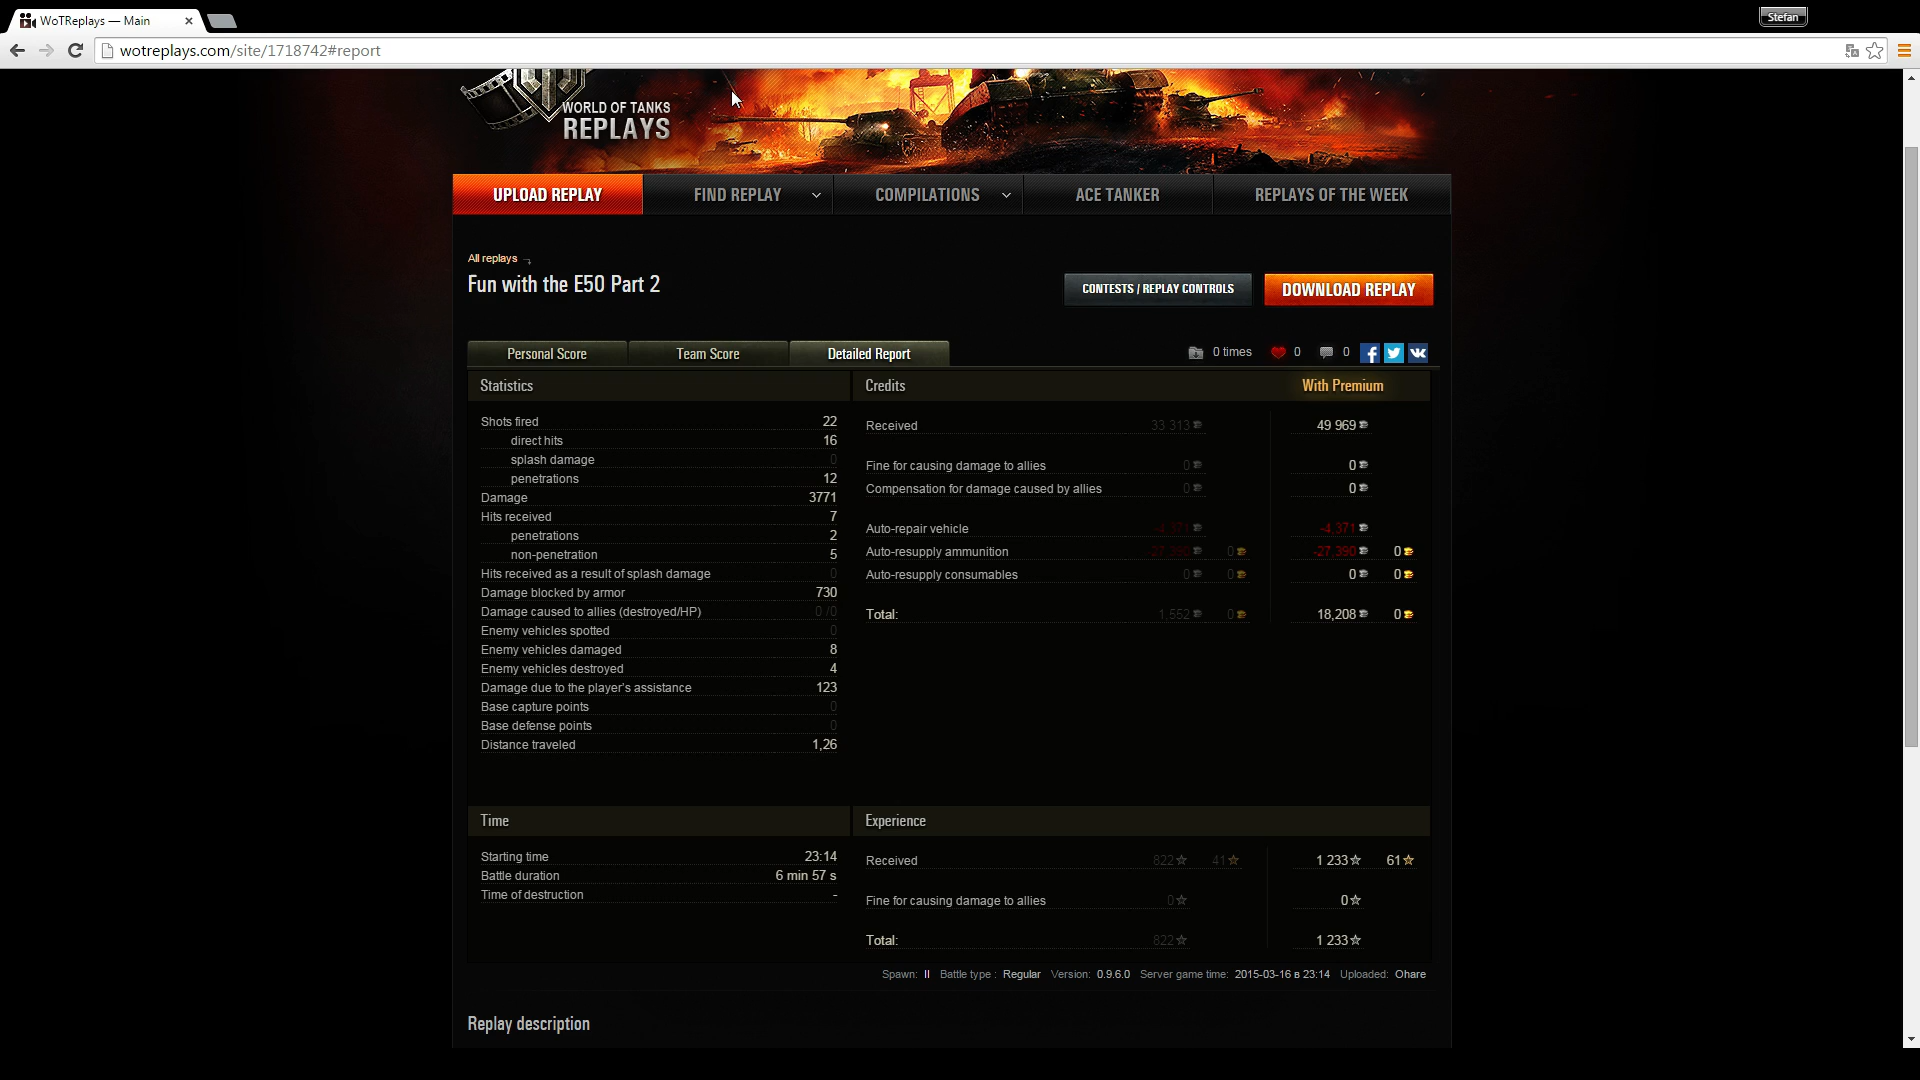 WoTReplays — Main
Stefan
wotreplays.com/site/1718742#report
WORLD OF TANKS
REPLAYS
UPLOAD REPLAY FIND REPLAY COMPILATIONS ACE TANKER REPLAYS OF THE WEEK
All replays
Fun with the E50 Part 2
CONTESTS / REPLAY CONTROLS DOWNLOAD REPLAY
Personal Score Team Score Detailed Report 0 times 0 0
Statistics
Shots fired 22
direct hits 16
splash damage 0
penetrations 12
Damage 3771
Hits received 7
penetrations 2
non-penetration 5
Hits received as a result of splash damage 0
Damage blocked by armor 730
Damage caused to allies (destroyed/HP) 0 /0
Enemy vehicles spotted 0
Enemy vehicles damaged 8
Enemy vehicles destroyed 4
Damage due to the player's assistance 123
Base capture points 0
Base defense points 0
Distance traveled 1,26
Credits With Premium
Received 33 313 49 969
Fine for causing damage to allies 0 0
Compensation for damage caused by allies 0 0
Auto-repair vehicle -4,371 -4,371
Auto-resupply ammunition -27,390 0 -27,390 0
Auto-resupply consumables 0 0 0 0
Total: 1,552 0 18,208 0
Time
Starting time 23:14
Battle duration 6 min 57 s
Time of destruction -
Experience
Received 822 41 1 233 61
Fine for causing damage to allies 0 0
Total: 822 1 233
Spawn: II Battle type : Regular Version: 0.9.6.0 Server game time: 2015-03-16 в 23:14 Uploaded: Ohare
Replay description